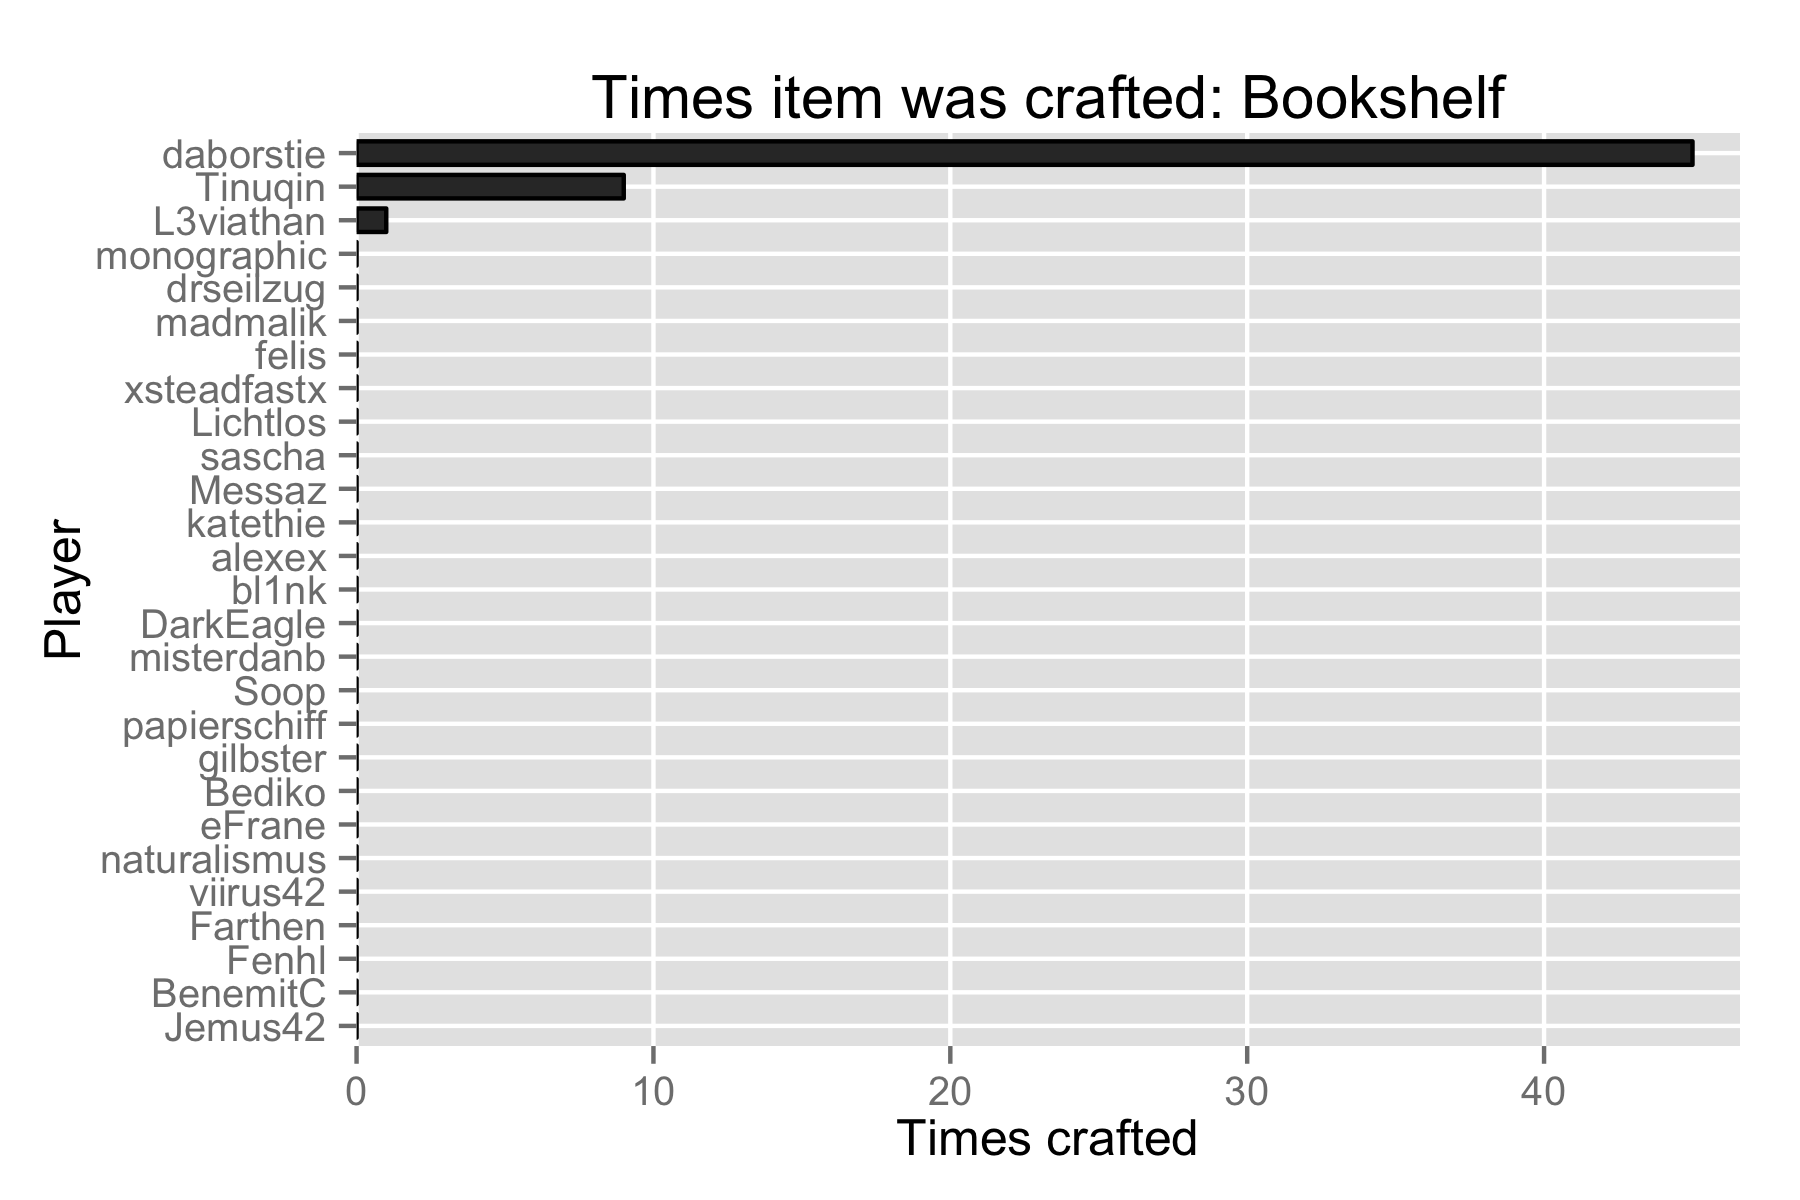 Times item was crafted: Bookshelf
daborstie
Tinuqin
L3viathan
monographic
drseilzug
madmalik
felis
xsteadfastx
Lichtlos
sascha
Messaz
katethie
alexex
bl1nk
DarkEagle
misterdanb
Soop
papierschiff
gilbster
Bediko
eFrane
naturalismus
viirus42
Farthen
Fenhl
BenemitC
Jemus42
Player
0 10 20 30 40
Times crafted